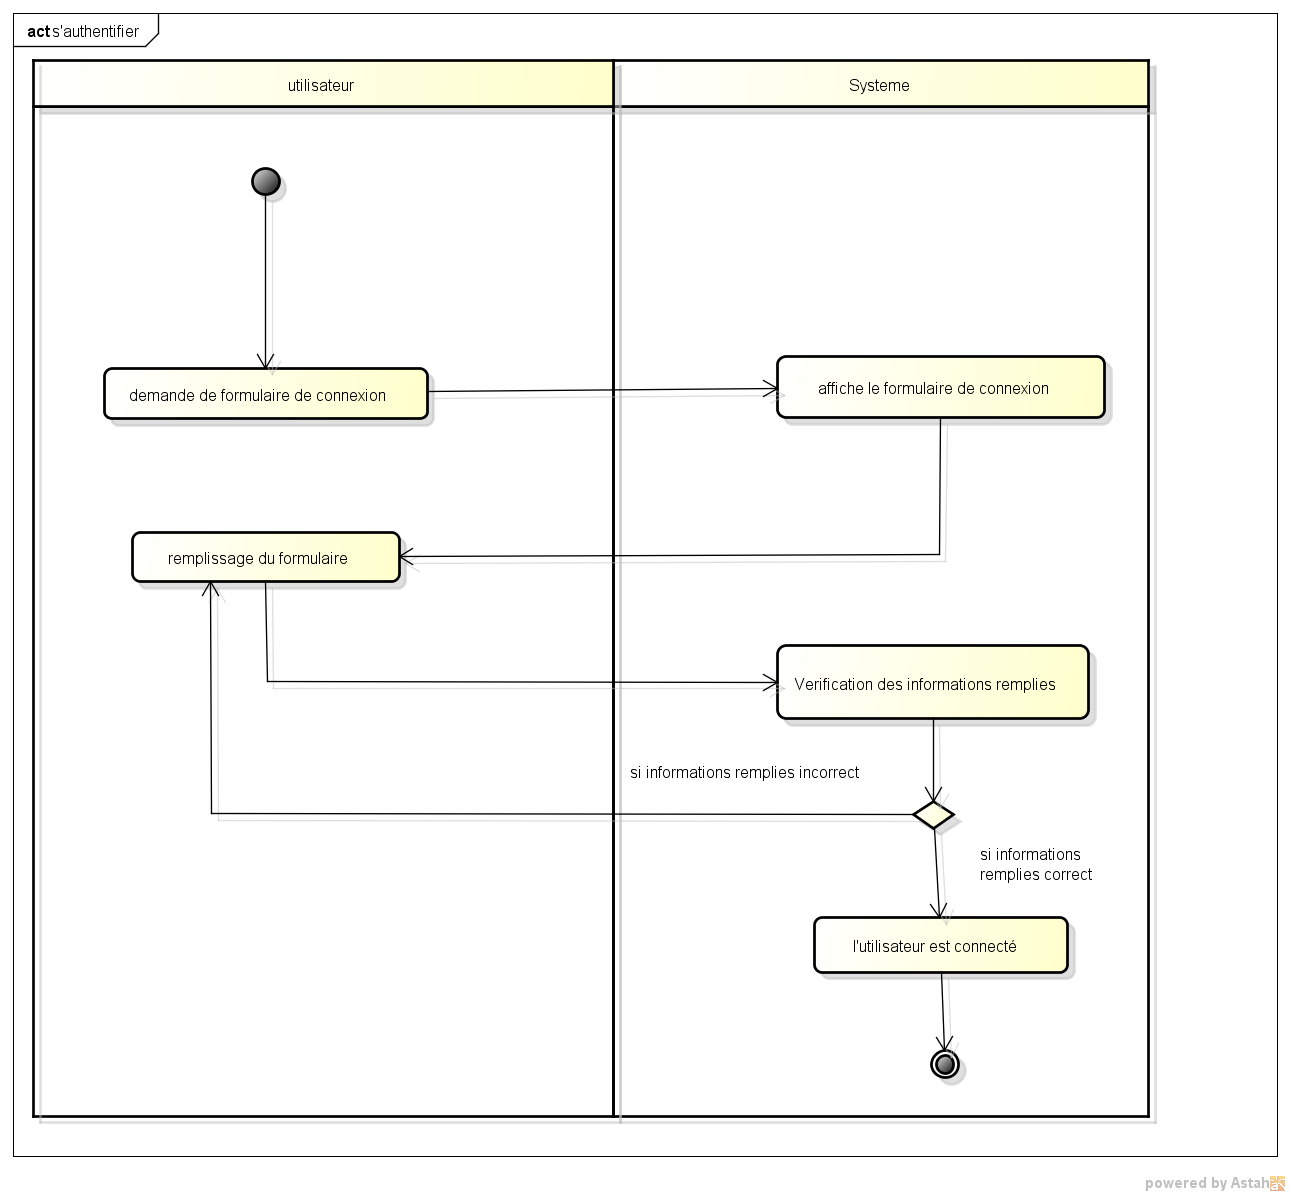 act s'authentifier
utilisateur
Systeme
demande de formulaire de connexion
affiche le formulaire de connexion
remplissage du formulaire
Verification des informations remplies
si informations remplies incorrect
si informations
remplies correct
l'utilisateur est connecté
powered by Astah